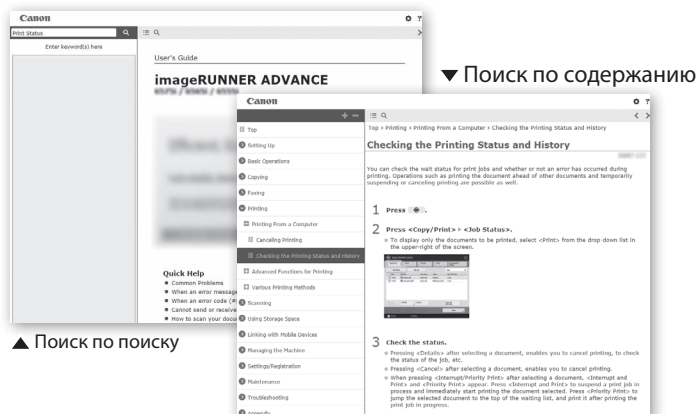 Canon
?
Print Status
Enter keyword(s) here
User's Guide
imageRUNNER ADVANCE
Quick Help
Common Problems
When an error message
When an error code (#
Cannot send or receive
How to scan your docu
▲ Поиск по поиску
▼ Поиск по содержанию
Canon
?
+ −
Top
Setting Up
Basic Operations
Copying
Faxing
Printing
Printing From a Computer
Canceling Printing
Checking the Printing Status and History
Advanced Functions for Printing
Various Printing Methods
Scanning
Using Storage Space
Linking with Mobile Devices
Managing the Machine
Settings/Registration
Maintenance
Troubleshooting
Appendix
Top › Printing › Printing From a Computer › Checking the Printing Status and History
Checking the Printing Status and History
You can check the wait status for print jobs and whether or not an error has occurred during
printing. Operations such as printing the document ahead of other documents and temporarily
suspending or canceling printing are possible as well.
1 Press .
2 Press <Copy/Print> <Job Status>.
To display only the documents to be printed, select <Print> from the drop-down list in
the upper-right of the screen.
3 Check the status.
Pressing <Details> after selecting a document, enables you to cancel printing, to check
the status of the job, etc.
Pressing <Cancel> after selecting a document, enables you to cancel printing.
When pressing <Interrupt/Priority Print> after selecting a document, <Interrupt and
Print> and <Priority Print> appear. Press <Interrupt and Print> to suspend a print job in
process and immediately start printing the document selected. Press <Priority Print> to
jump the selected document to the top of the waiting list, and print it after printing the
print job in progress.